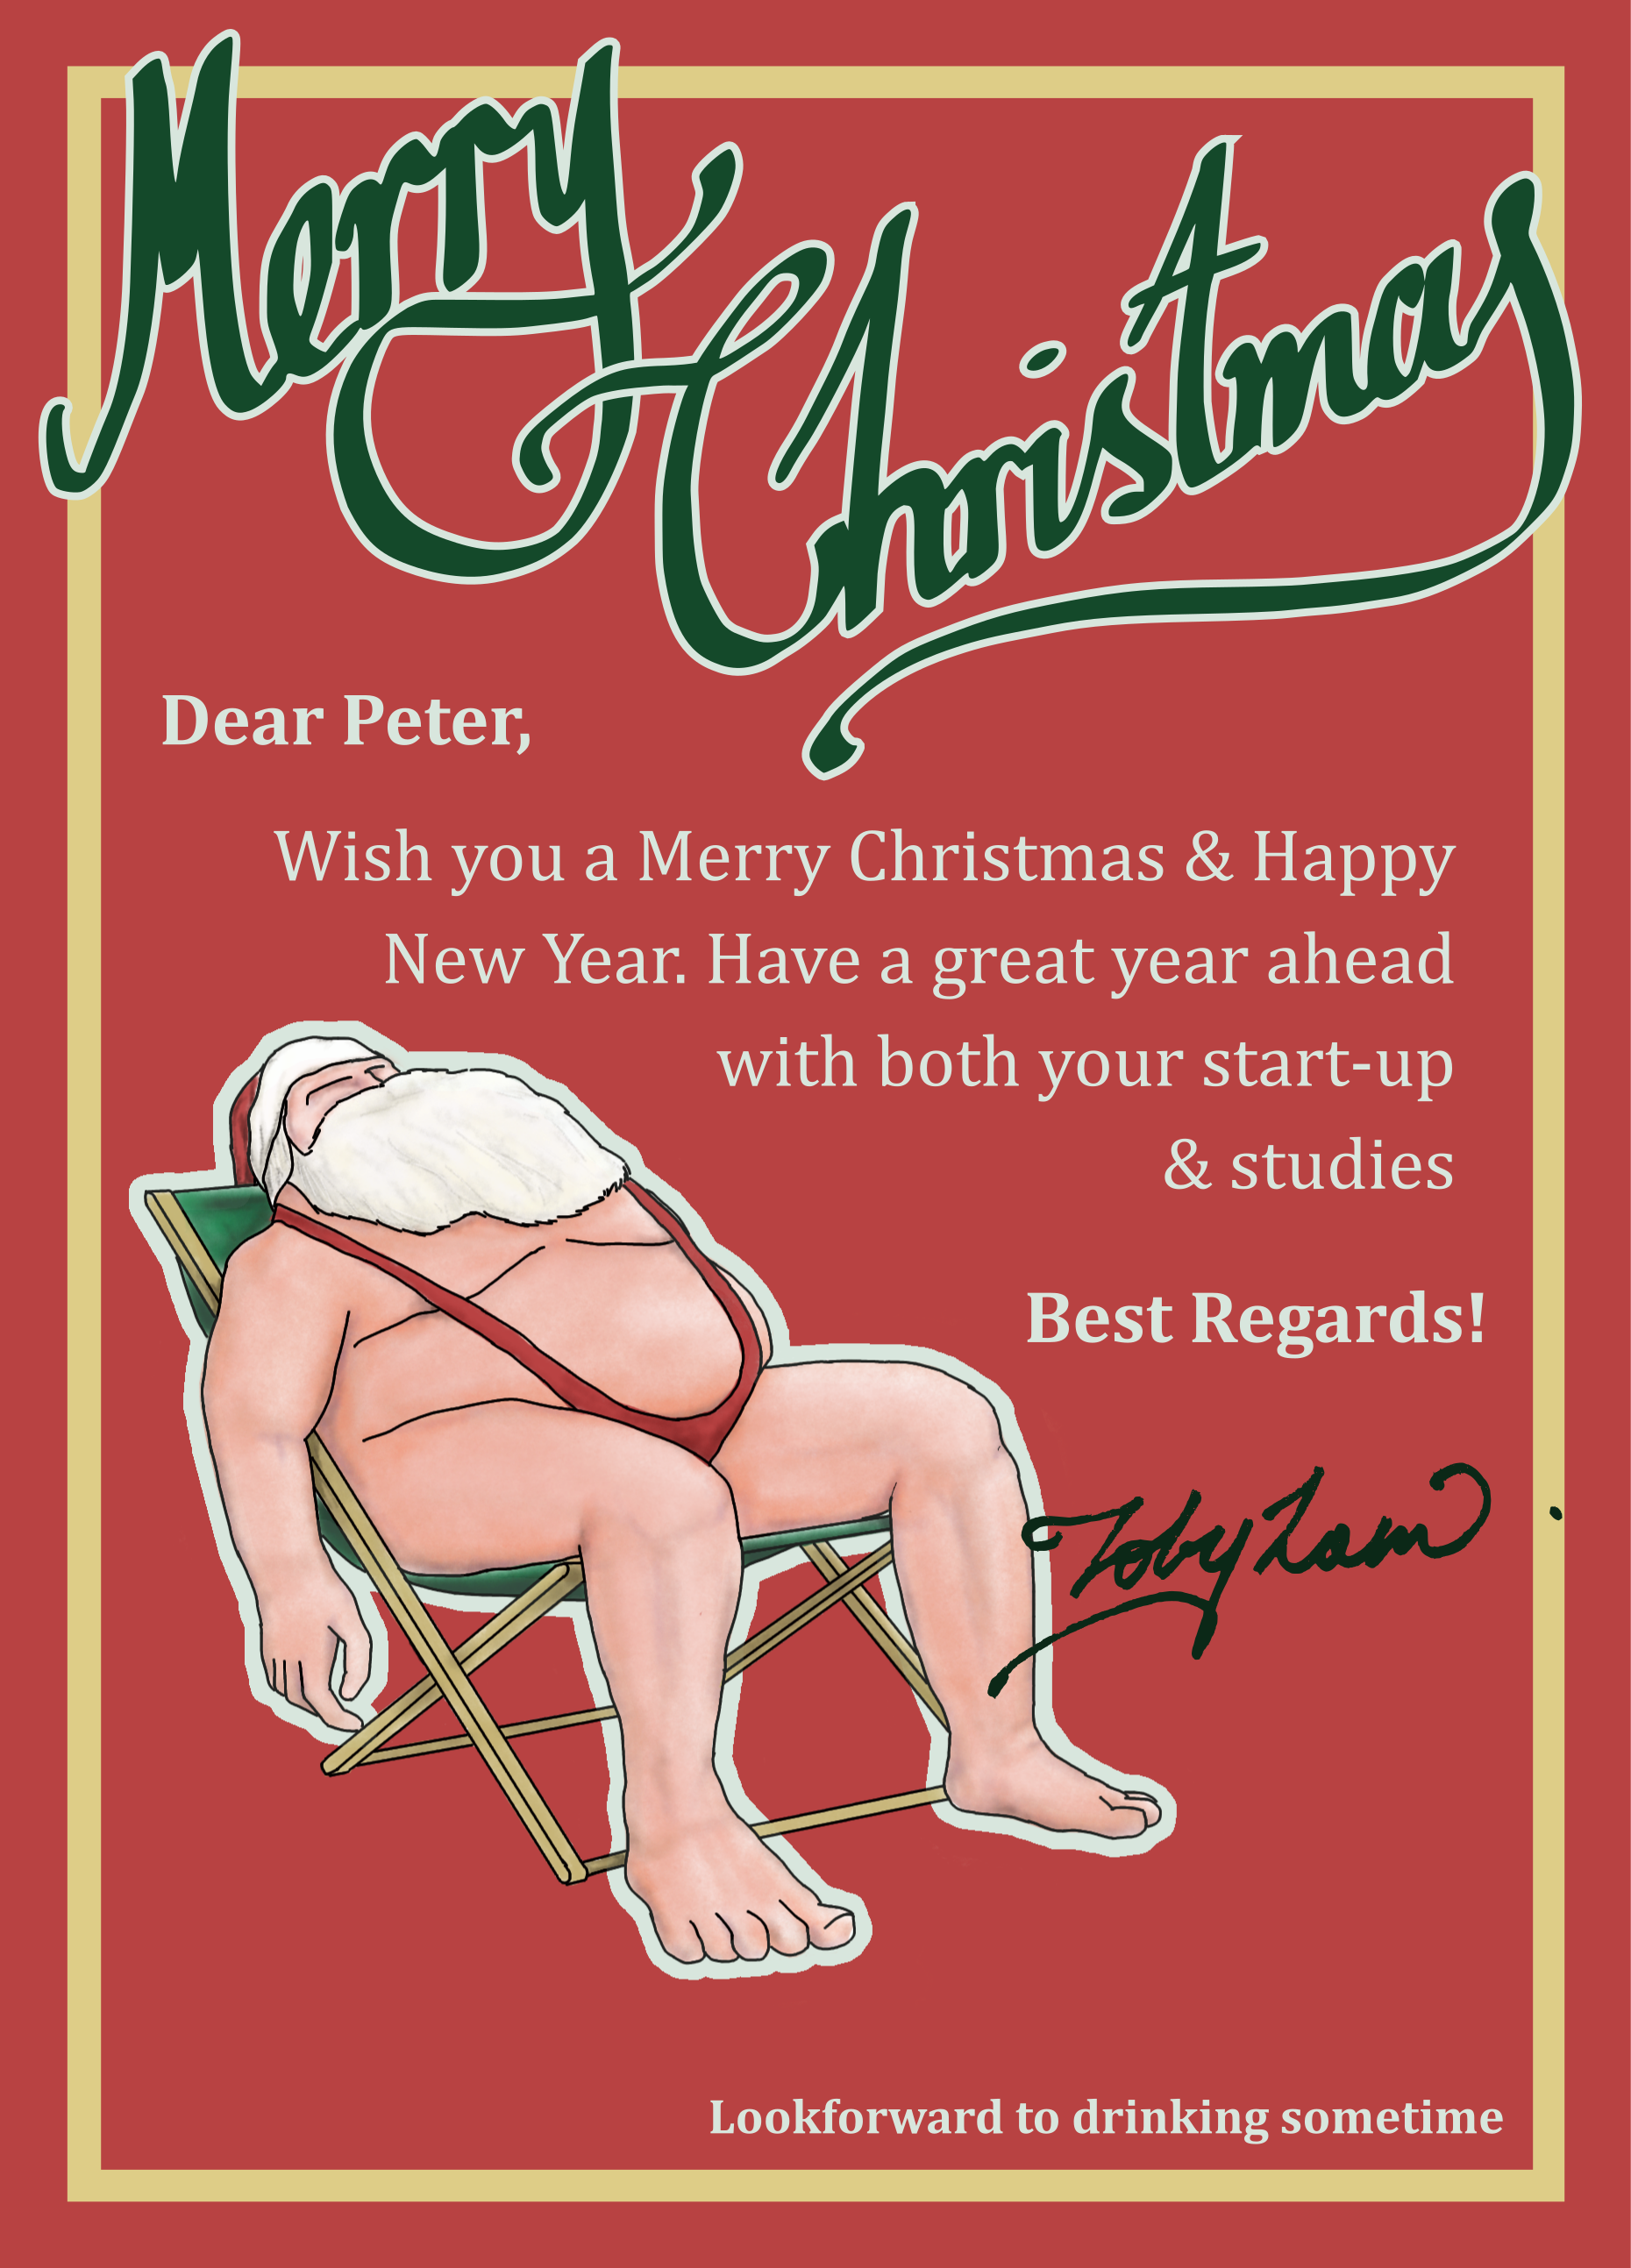 Merry
Christmas
Dear Peter,
Wish you a Merry Christmas & Happy
New Year. Have a great year ahead
with both your start-up
& studies
Best Regards!
Toby Lam
Lookforward to drinking sometime